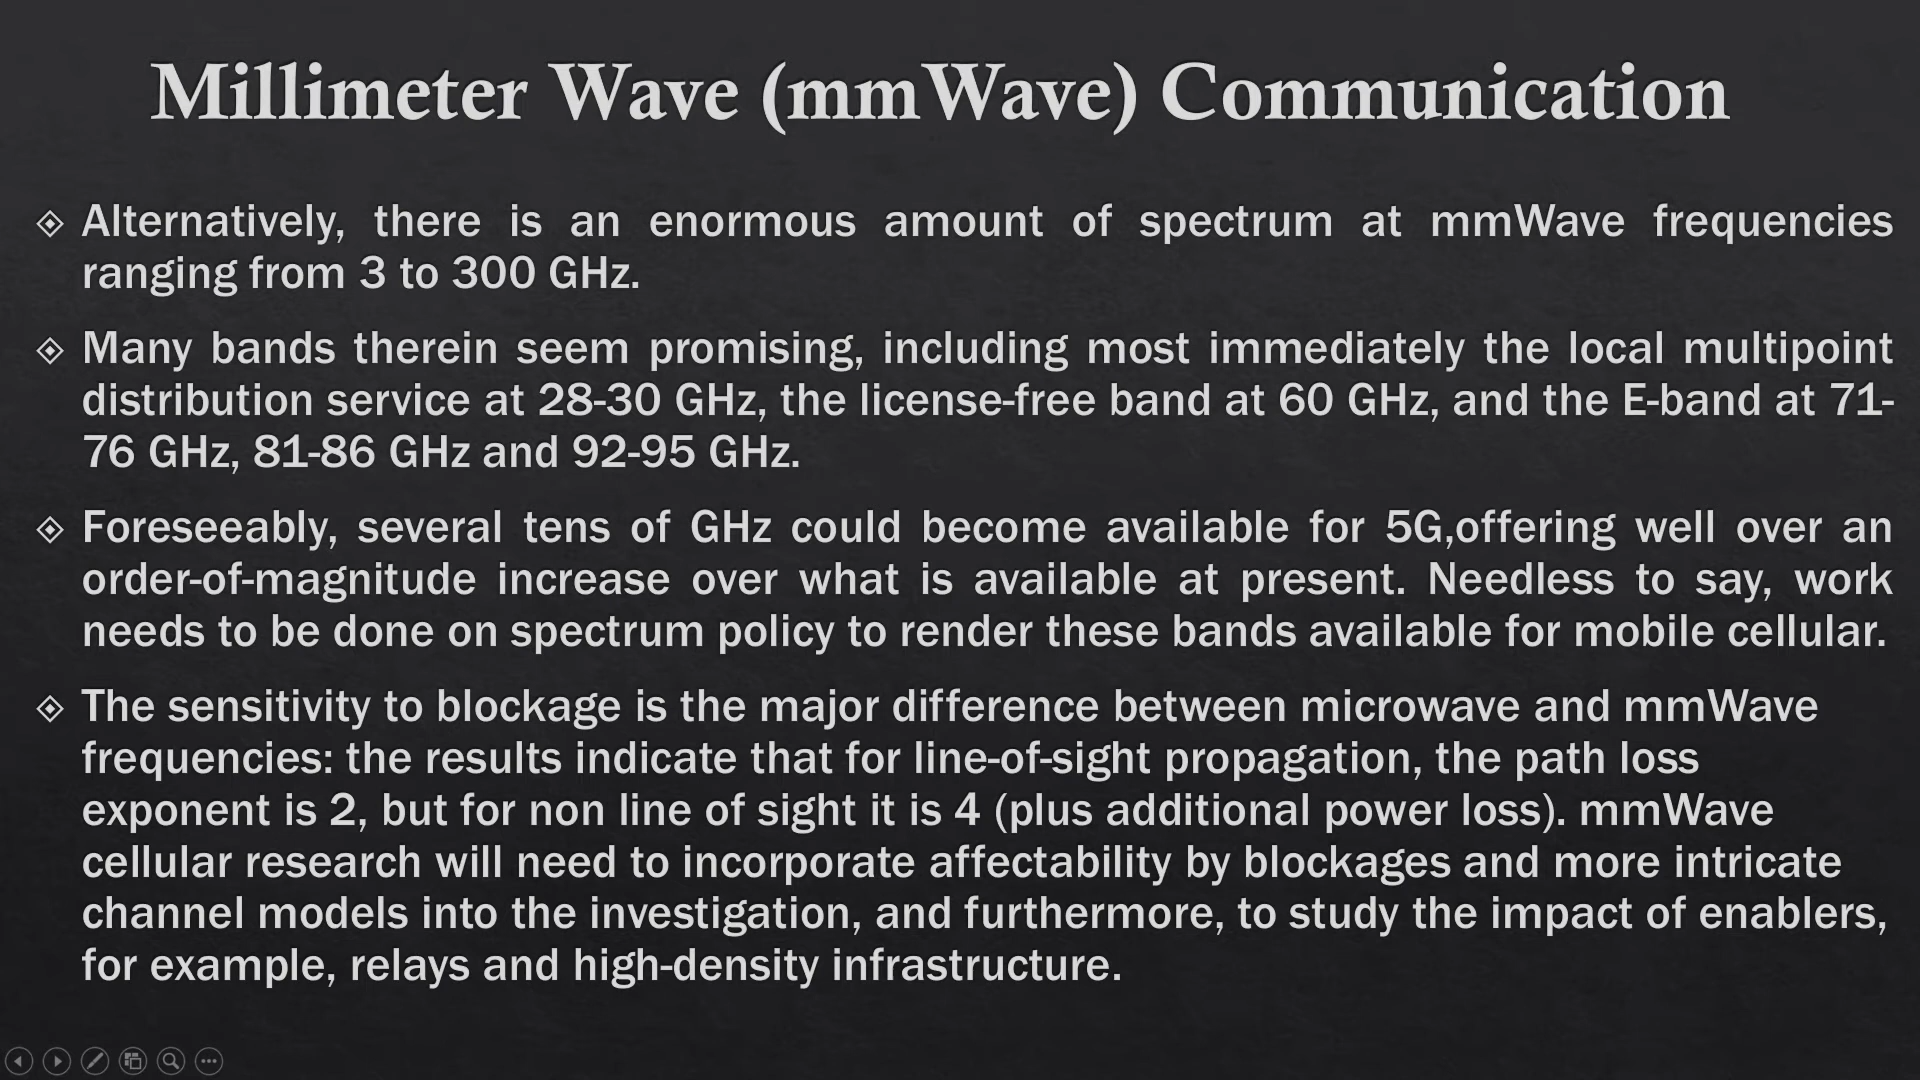 Millimeter Wave (mmWave) Communication
Alternatively, there is an enormous amount of spectrum at mmWave frequencies
ranging from 3 to 300 GHz.
Many bands therein seem promising, including most immediately the local multipoint
distribution service at 28-30 GHz, the license-free band at 60 GHz, and the E-band at 71-
76 GHz, 81-86 GHz and 92-95 GHz.
Foreseeably, several tens of GHz could become available for 5G,offering well over an
order-of-magnitude increase over what is available at present. Needless to say, work
needs to be done on spectrum policy to render these bands available for mobile cellular.
The sensitivity to blockage is the major difference between microwave and mmWave
frequencies: the results indicate that for line-of-sight propagation, the path loss
exponent is 2, but for non line of sight it is 4 (plus additional power loss). mmWave
cellular research will need to incorporate affectability by blockages and more intricate
channel models into the investigation, and furthermore, to study the impact of enablers,
for example, relays and high-density infrastructure.